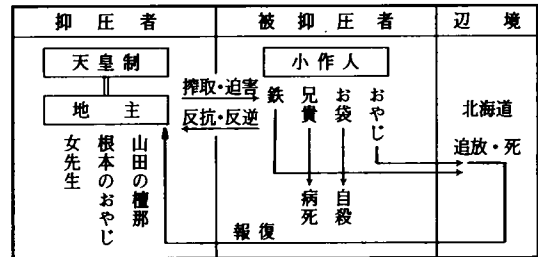 抑圧者
被抑圧者
辺境
天皇制
地主
山田の檀那
根本のおやじ
女先生
搾取・迫害
反抗・反逆
小作人
鉄
兄貴
お袋
おやじ
病死
自殺
北海道
追放・死
報復